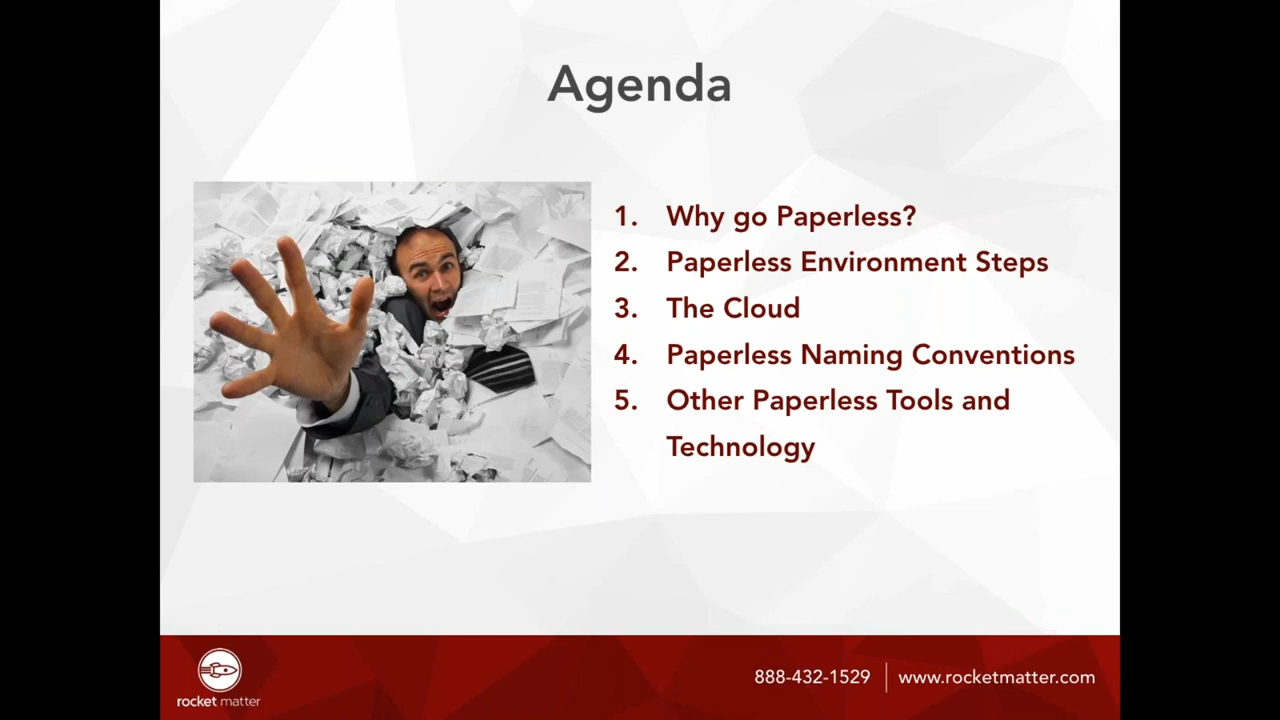 Agenda
1. Why go Paperless?
2. Paperless Environment Steps
3. The Cloud
4. Paperless Naming Conventions
5. Other Paperless Tools and
Technology
rocket matter
888-432-1529 | www.rocketmatter.com